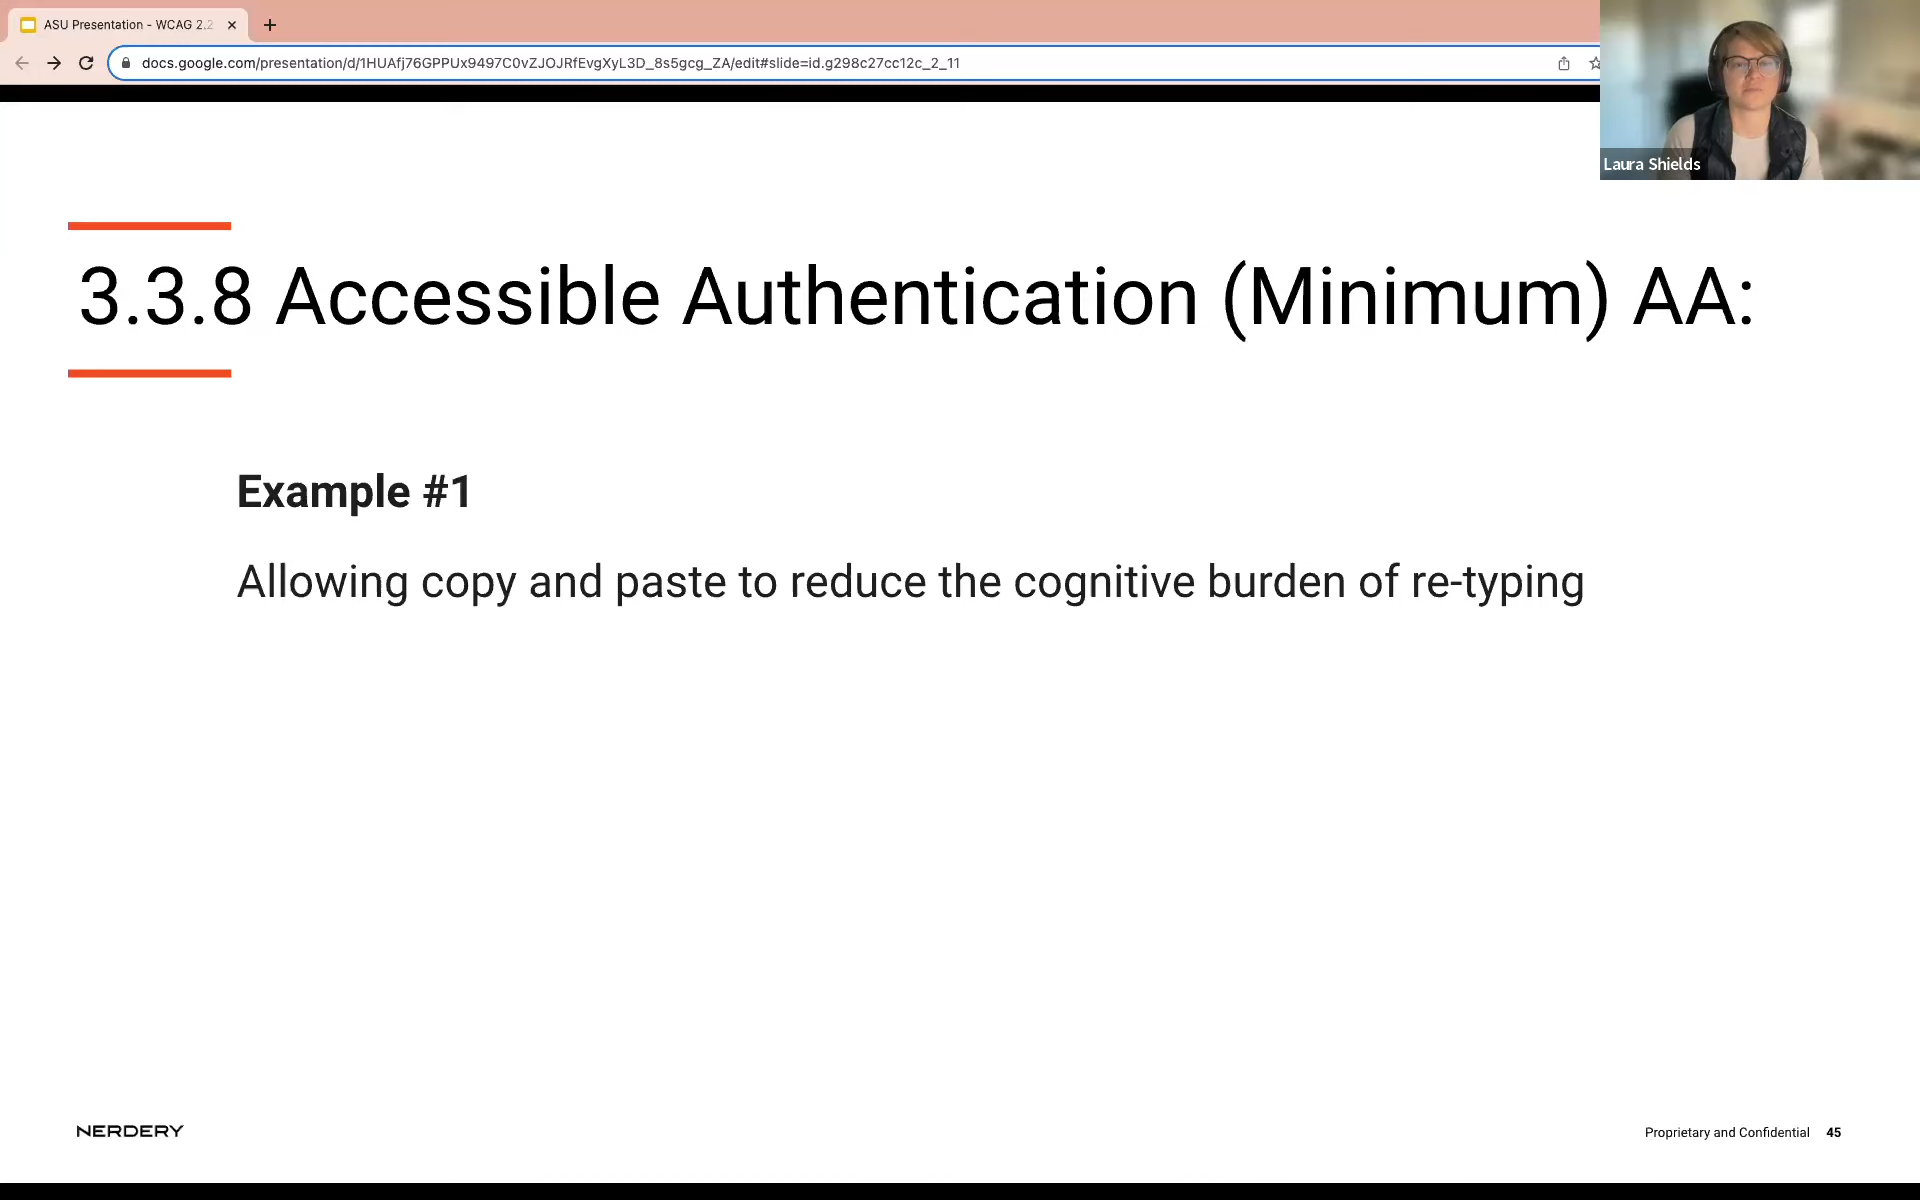 ASU Presentation - WCAG 2.2
docs.google.com/presentation/d/1HUAfj76GPPUx9497C0vZJOJRfEvgXyL3D_8s5gcg_ZA/edit#slide=id.g298c27cc12c_2_11
Laura Shields
3.3.8 Accessible Authentication (Minimum) AA:
Example #1
Allowing copy and paste to reduce the cognitive burden of re-typing
NERDERY
Proprietary and Confidential 45